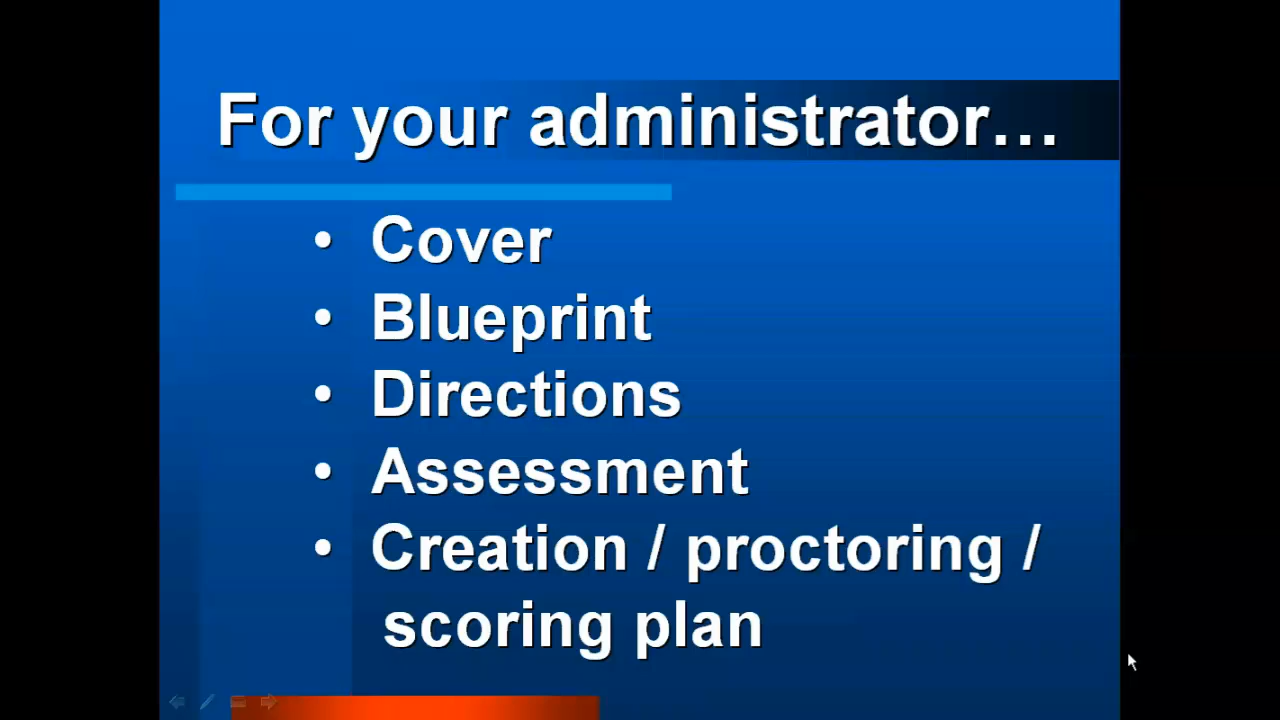 For your administrator…
• Cover
• Blueprint
• Directions
• Assessment
• Creation / proctoring /
scoring plan